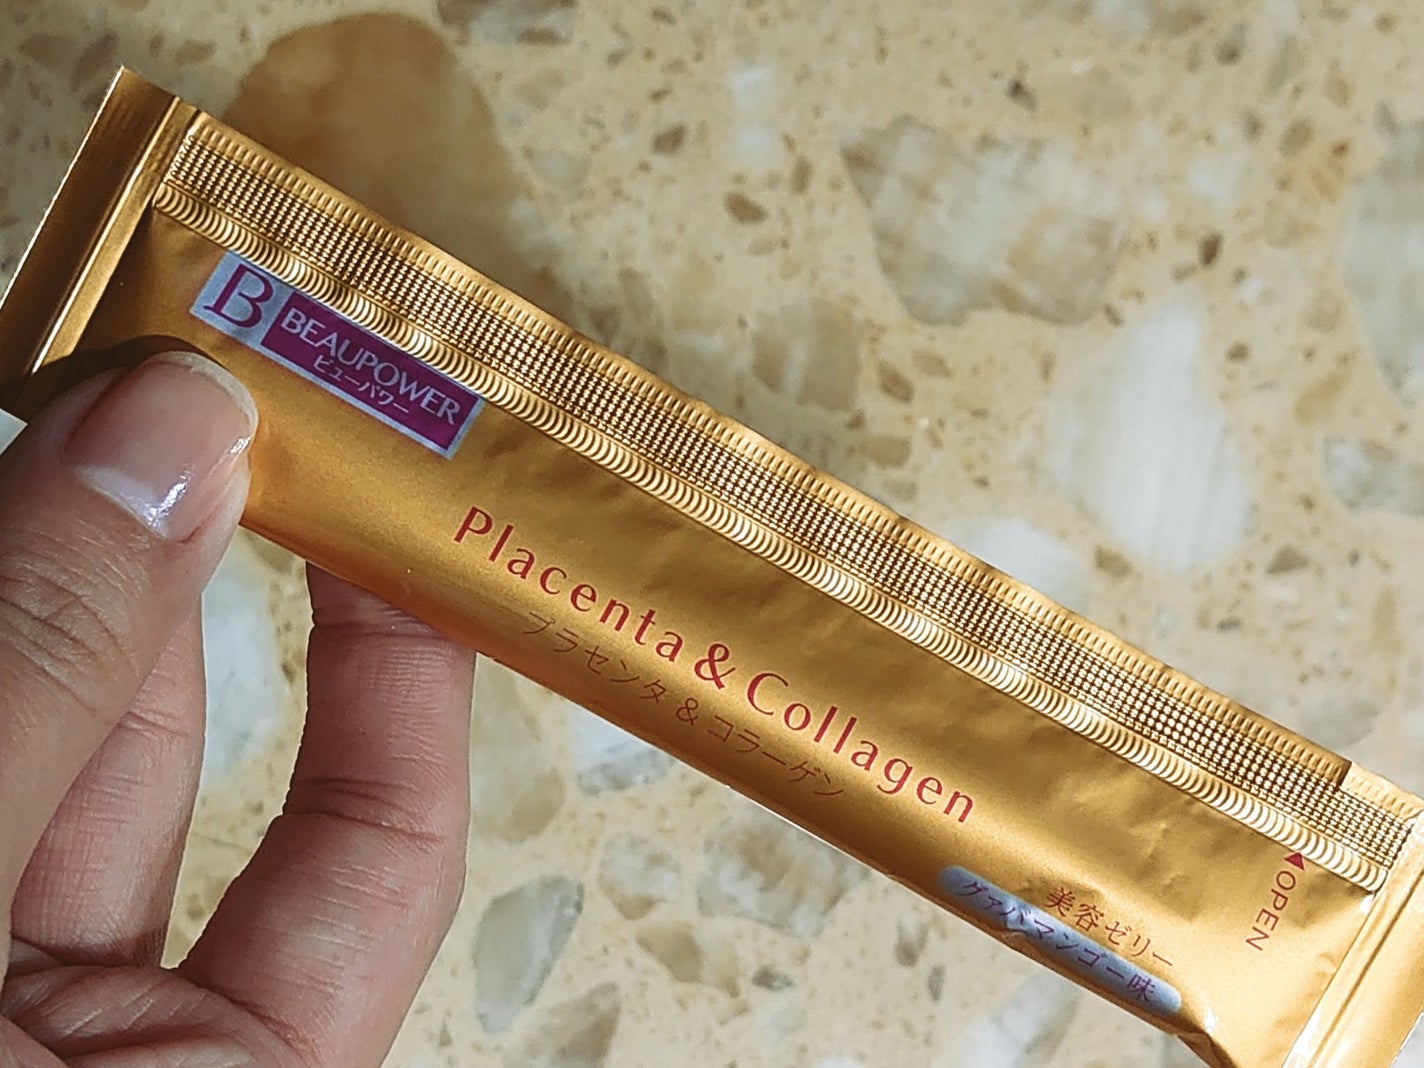 B
BEAUPOWER
ビューパワー
Placenta & Collagen
プラセンタ & コラーゲン
美容ゼリー
グァバマンゴー味
▲OPEN